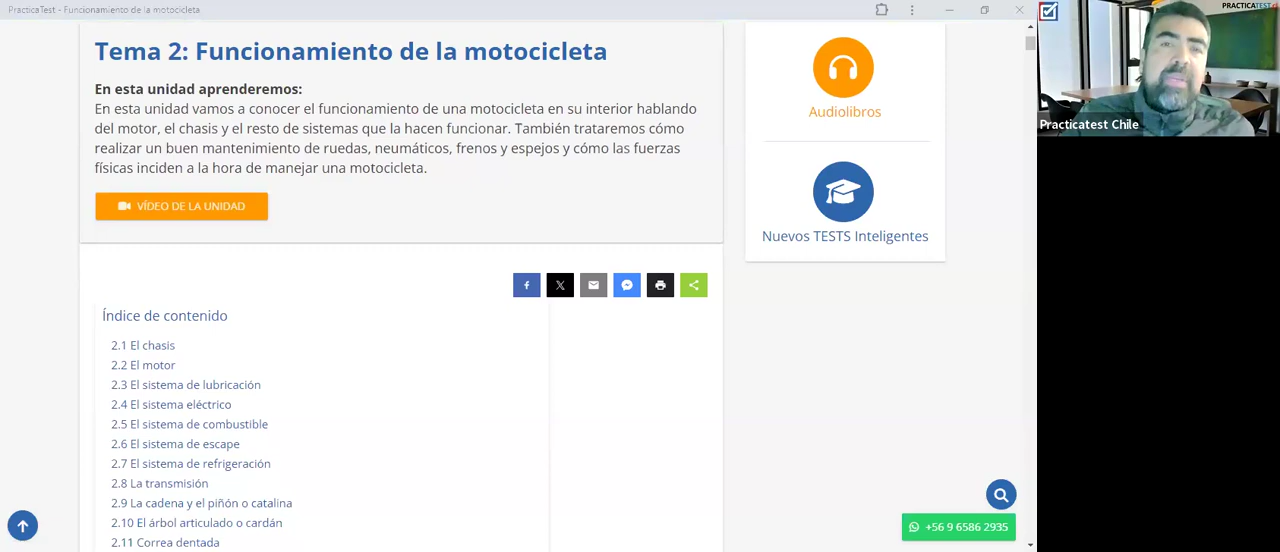 PracticaTest - Funcionamiento de la motocicleta
PRACTICATEST
Tema 2: Funcionamiento de la motocicleta
En esta unidad aprenderemos:
En esta unidad vamos a conocer el funcionamiento de una motocicleta en su interior hablando
del motor, el chasis y el resto de sistemas que la hacen funcionar. También trataremos cómo
realizar un buen mantenimiento de ruedas, neumáticos, frenos y espejos y cómo las fuerzas
físicas inciden a la hora de manejar una motocicleta.
VÍDEO DE LA UNIDAD
Audiolibros
Nuevos TESTS Inteligentes
Practicatest Chile
Índice de contenido
2.1 El chasis
2.2 El motor
2.3 El sistema de lubricación
2.4 El sistema eléctrico
2.5 El sistema de combustible
2.6 El sistema de escape
2.7 El sistema de refrigeración
2.8 La transmisión
2.9 La cadena y el piñón o catalina
2.10 El árbol articulado o cardán
2.11 Correa dentada
+56 9 6586 2935